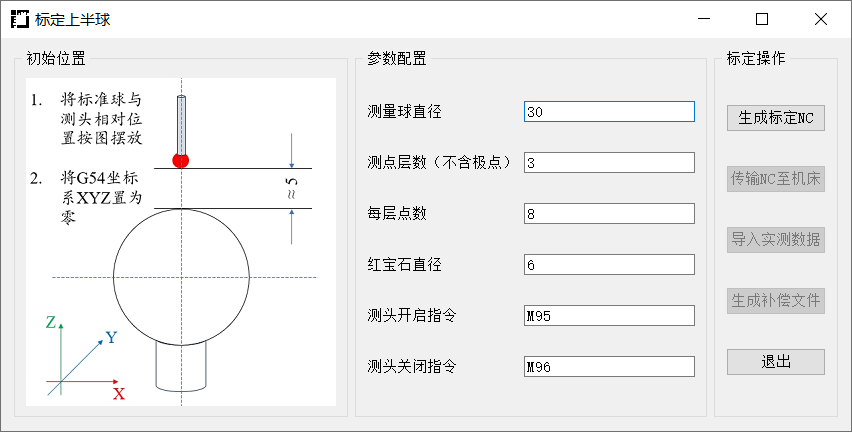 标定上半球
初始位置
1. 将标准球与
测头相对位
置按图摆放
2. 将G54坐标
系XYZ置为
零
≈5
Z
Y
X
参数配置
测量球直径 30
测点层数（不含极点） 3
每层点数 8
红宝石直径 6
测头开启指令 M95
测头关闭指令 M96
标定操作
生成标定NC
传输NC至机床
导入实测数据
生成补偿文件
退出